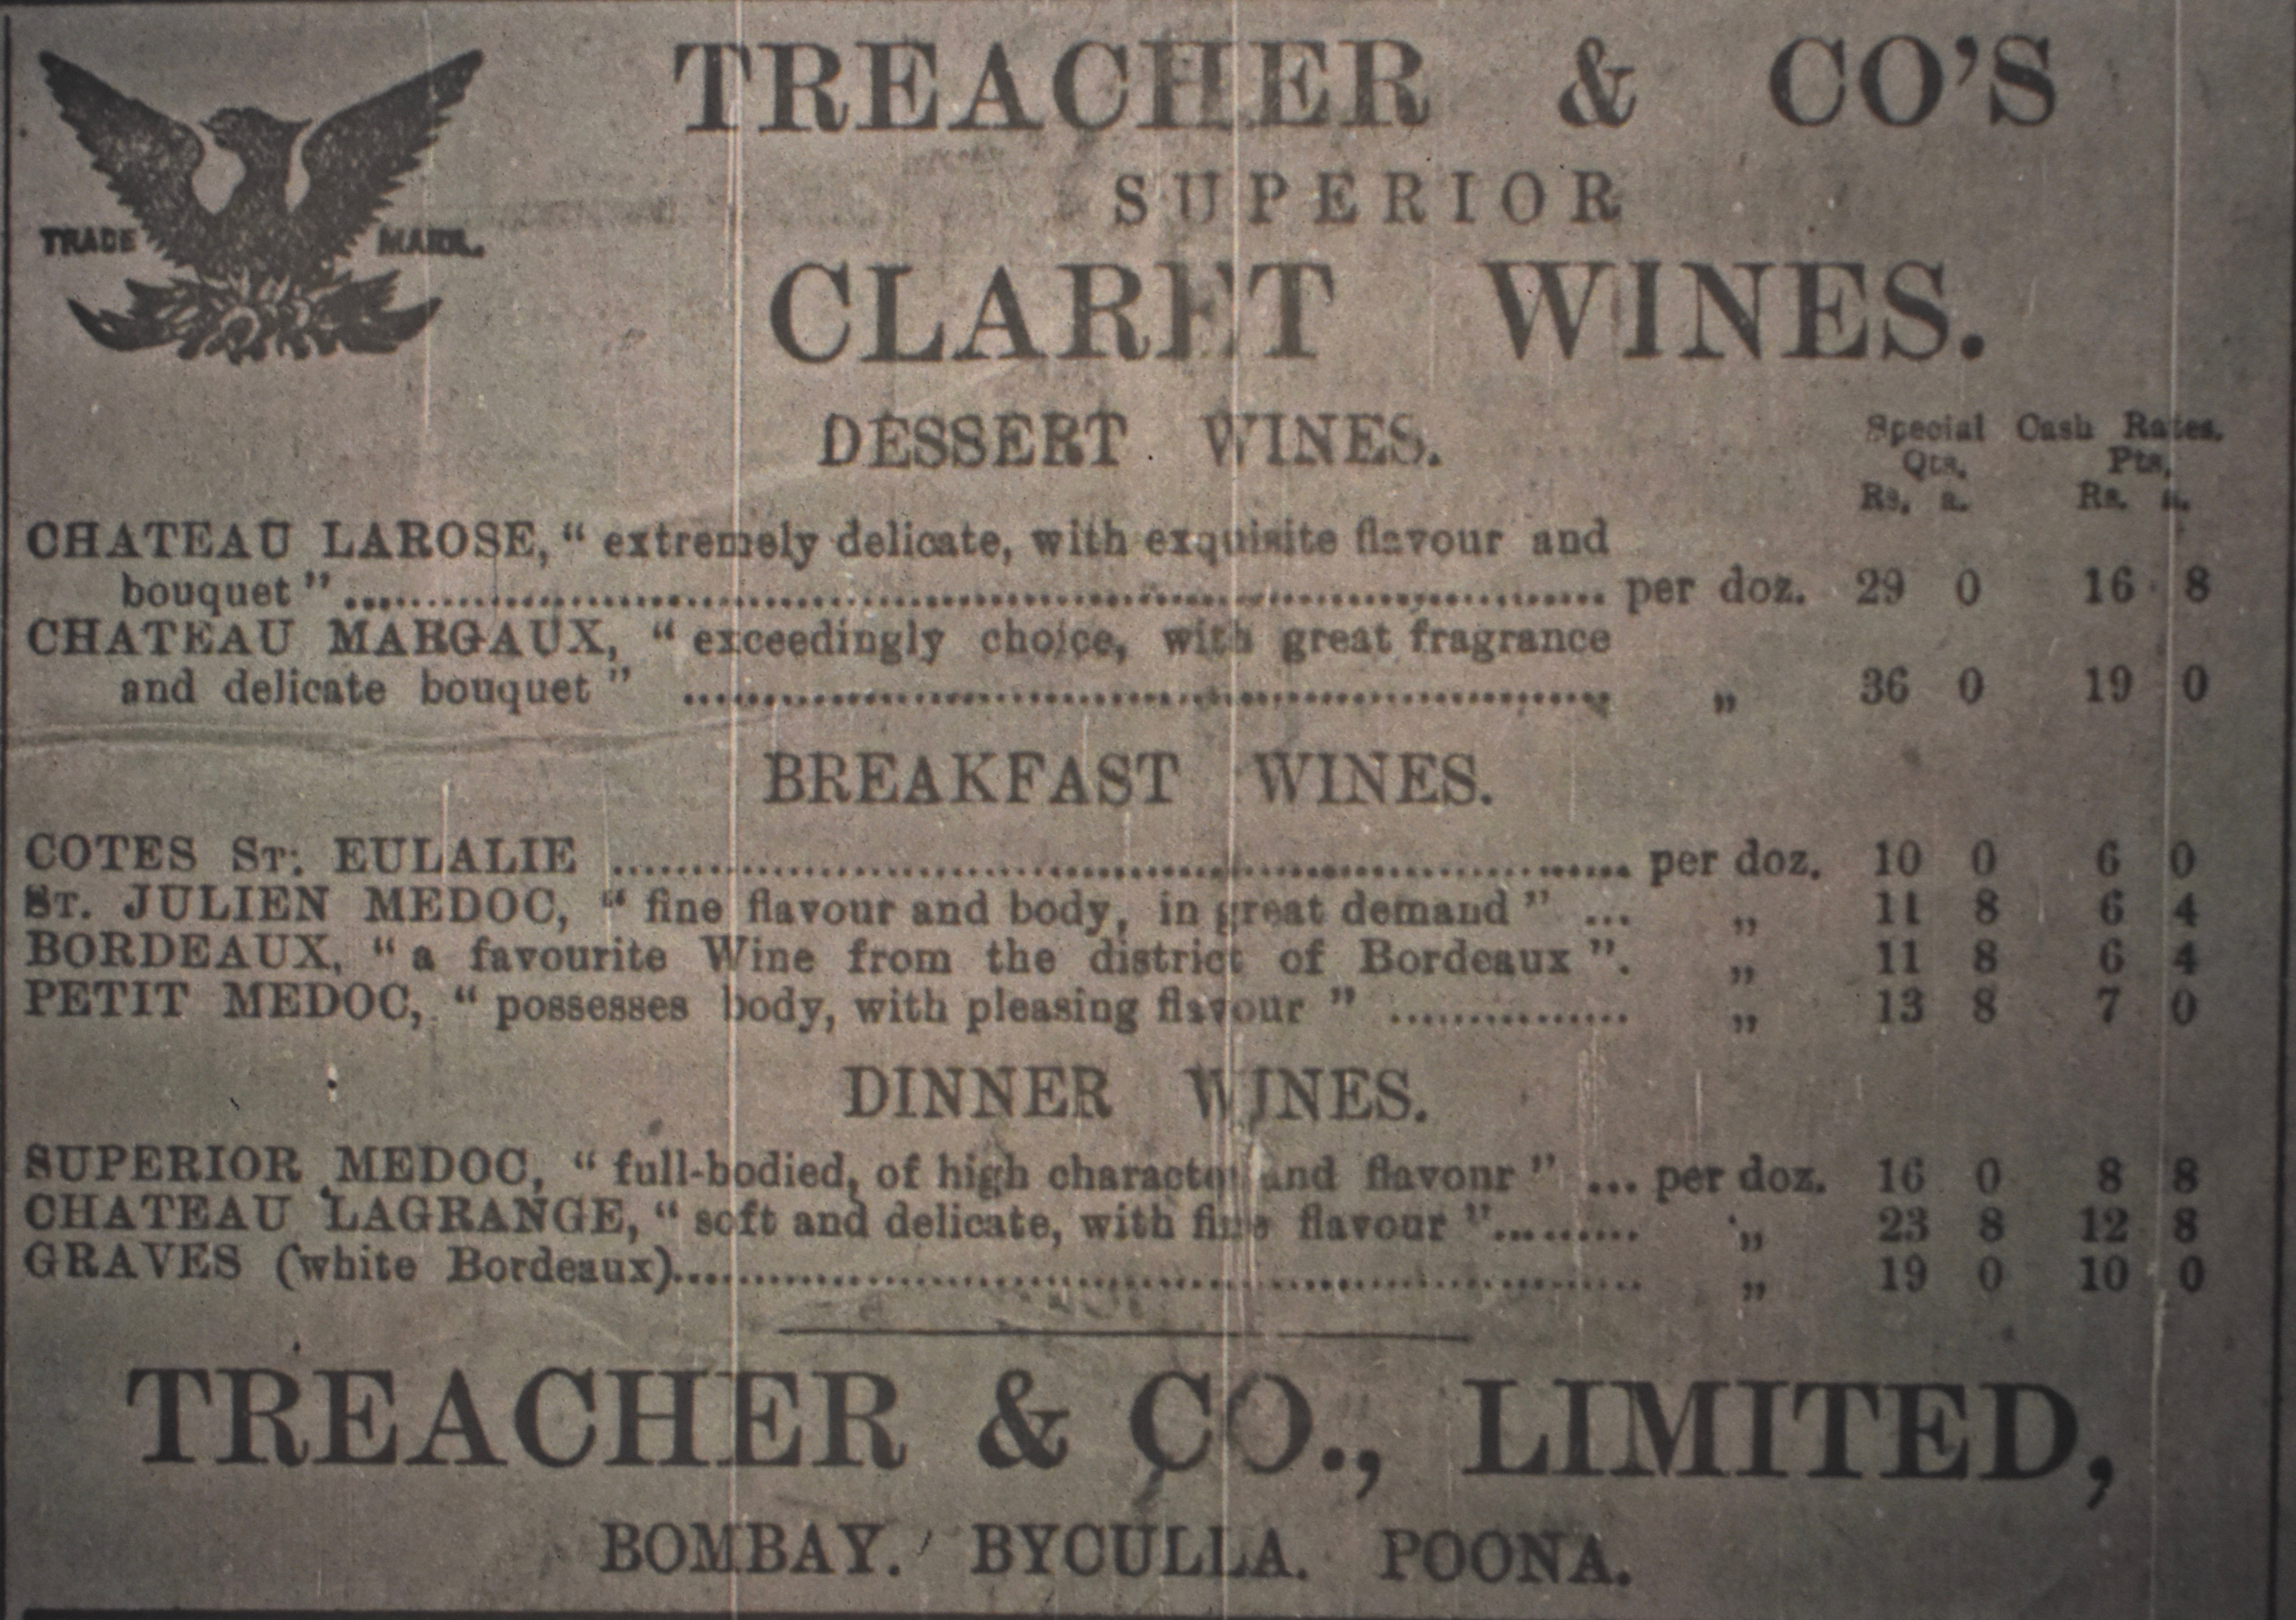 TREACHER & CO'S
TRADE MARK.
SUPERIOR
CLARET WINES.
DESSERT WINES.
Special Cash Rates.
Qts. Pts.
Rs. a. Rs. a.
CHATEAU LAROSE, “ extremely delicate, with exquisite flavour and
bouquet ” ........ per doz. 29 0 16 8
CHATEAU MARGAUX, “ exceedingly choice, with great fragrance
and delicate bouquet ” ........ „ 36 0 19 0
BREAKFAST WINES.
COTES ST. EULALIE ........ per doz. 10 0 6 0
ST. JULIEN MEDOC, “ fine flavour and body, in great demand ” ... „ 11 8 6 4
BORDEAUX, “ a favourite Wine from the district of Bordeaux ”. „ 11 8 6 4
PETIT MEDOC, “ possesses body, with pleasing flavour ” ........ „ 13 8 7 0
DINNER WINES.
SUPERIOR MEDOC, “ full-bodied, of high character and flavour ” ... per doz. 16 0 8 8
CHATEAU LAGRANGE, “ soft and delicate, with fine flavour ”......... „ 23 8 12 8
GRAVES (white Bordeaux)........ „ 19 0 10 0
TREACHER & CO., LIMITED,
BOMBAY. BYCULLA. POONA.